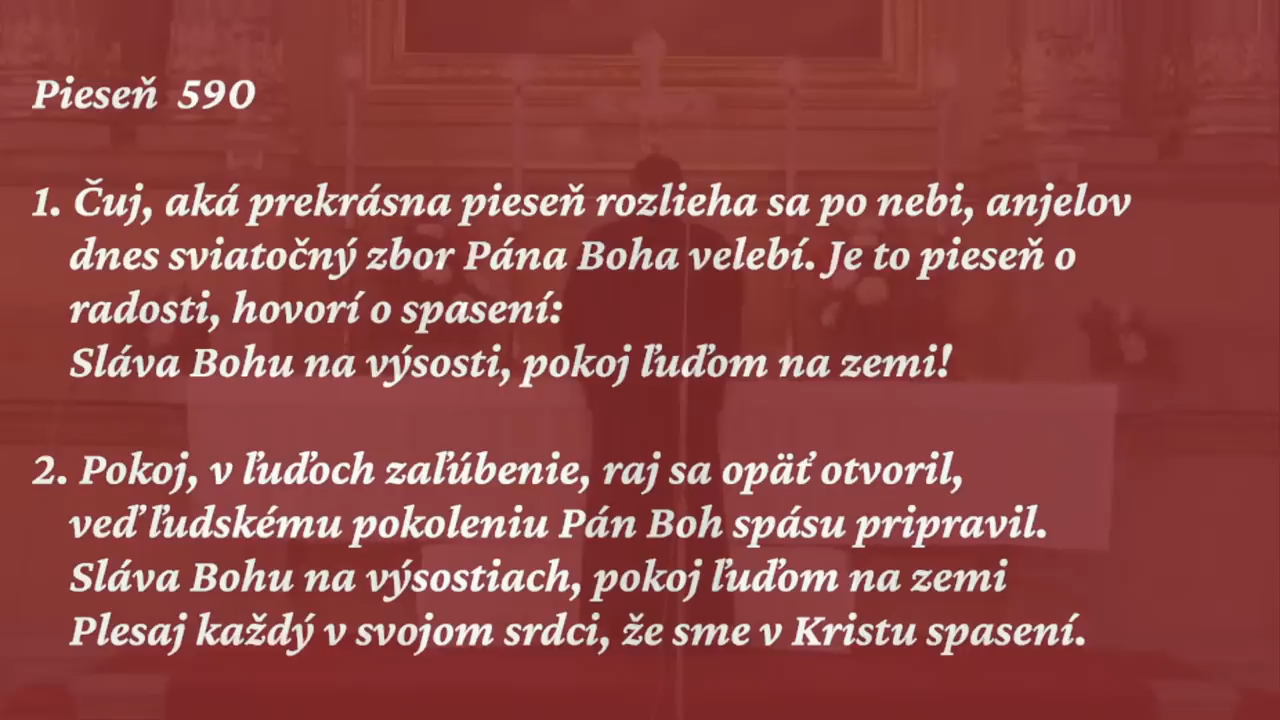 Pieseň 590
1. Čuj, aká prekrásna pieseň rozlieha sa po nebi, anjelov
dnes sviatočný zbor Pána Boha velebí. Je to pieseň o
radosti, hovorí o spasení:
Sláva Bohu na výsosti, pokoj ľuďom na zemi!
2. Pokoj, v ľuďoch zaľúbenie, raj sa opäť otvoril,
veď ľudskému pokoleniu Pán Boh spásu pripravil.
Sláva Bohu na výsostiach, pokoj ľuďom na zemi
Plesaj každý v svojom srdci, že sme v Kristu spasení.